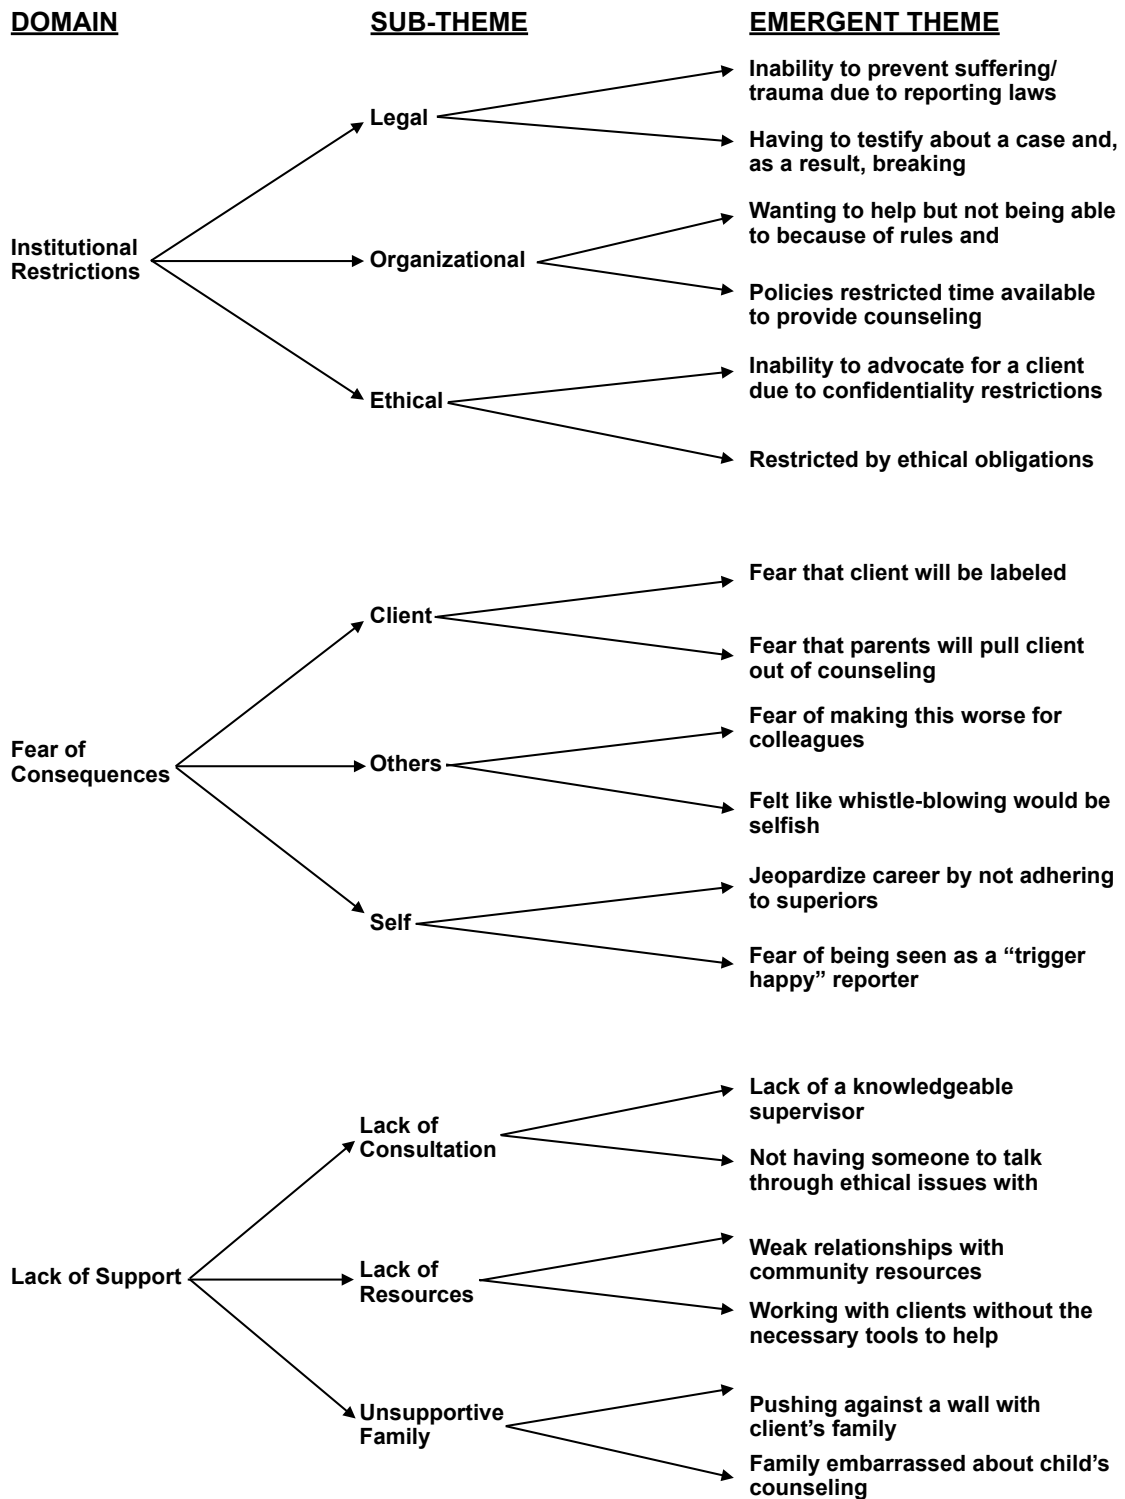 DOMAIN
SUB-THEME
EMERGENT THEME
Institutional
Restrictions
Legal
Inability to prevent suffering/
trauma due to reporting laws
Having to testify about a case and,
as a result, breaking
Organizational
Wanting to help but not being able
to because of rules and
Policies restricted time available
to provide counseling
Ethical
Inability to advocate for a client
due to confidentiality restrictions
Restricted by ethical obligations
Fear of
Consequences
Client
Fear that client will be labeled
Fear that parents will pull client
out of counseling
Others
Fear of making this worse for
colleagues
Felt like whistle-blowing would be
selfish
Self
Jeopardize career by not adhering
to superiors
Fear of being seen as a “trigger
happy” reporter
Lack of Support
Lack of
Consultation
Lack of a knowledgeable
supervisor
Not having someone to talk
through ethical issues with
Lack of
Resources
Weak relationships with
community resources
Working with clients without the
necessary tools to help
Unsupportive
Family
Pushing against a wall with
client’s family
Family embarrassed about child’s
counseling